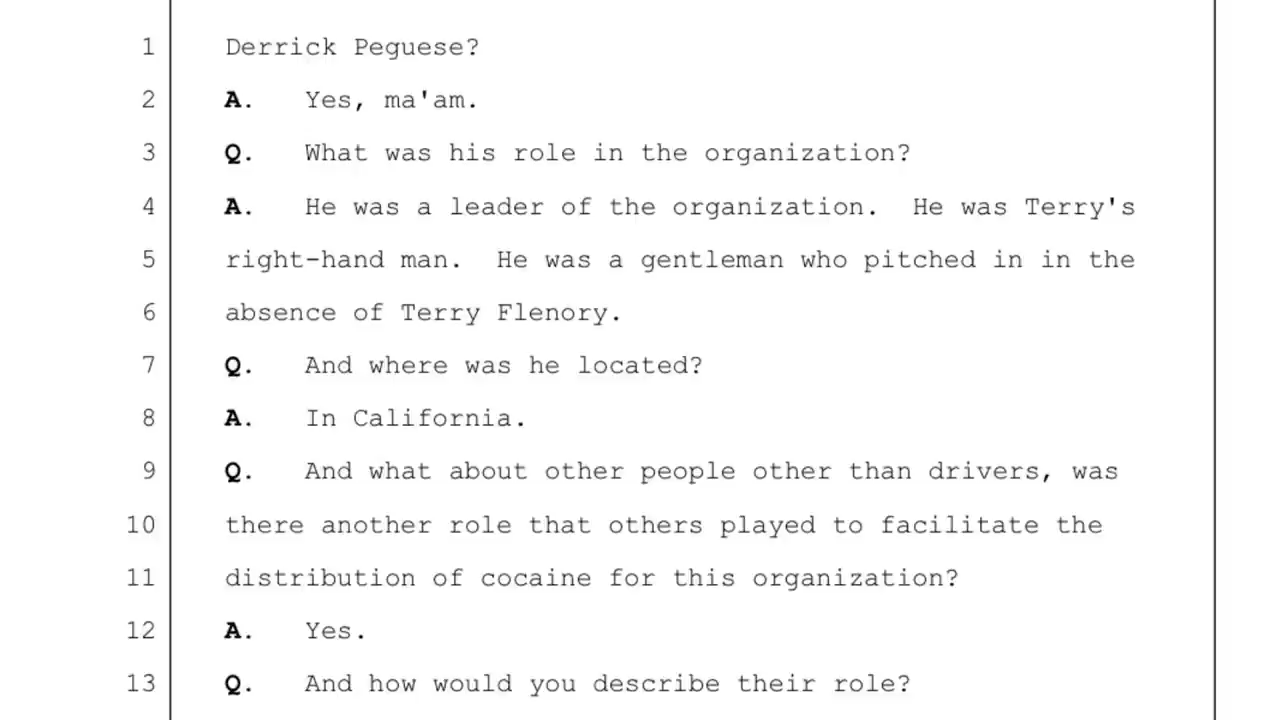 1 Derrick Peguese?
2 A. Yes, ma'am.
3 Q. What was his role in the organization?
4 A. He was a leader of the organization. He was Terry's
5 right-hand man. He was a gentleman who pitched in in the
6 absence of Terry Flenory.
7 Q. And where was he located?
8 A. In California.
9 Q. And what about other people other than drivers, was
10 there another role that others played to facilitate the
11 distribution of cocaine for this organization?
12 A. Yes.
13 Q. And how would you describe their role?